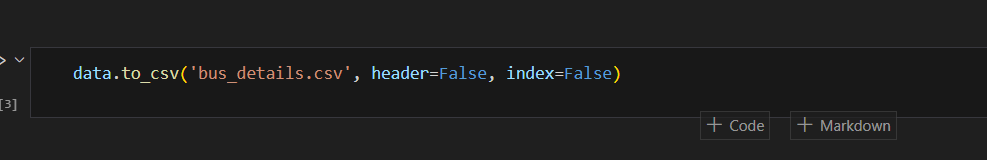 data.to_csv('bus_details.csv', header=False, index=False)
[3]
+ Code + Markdown